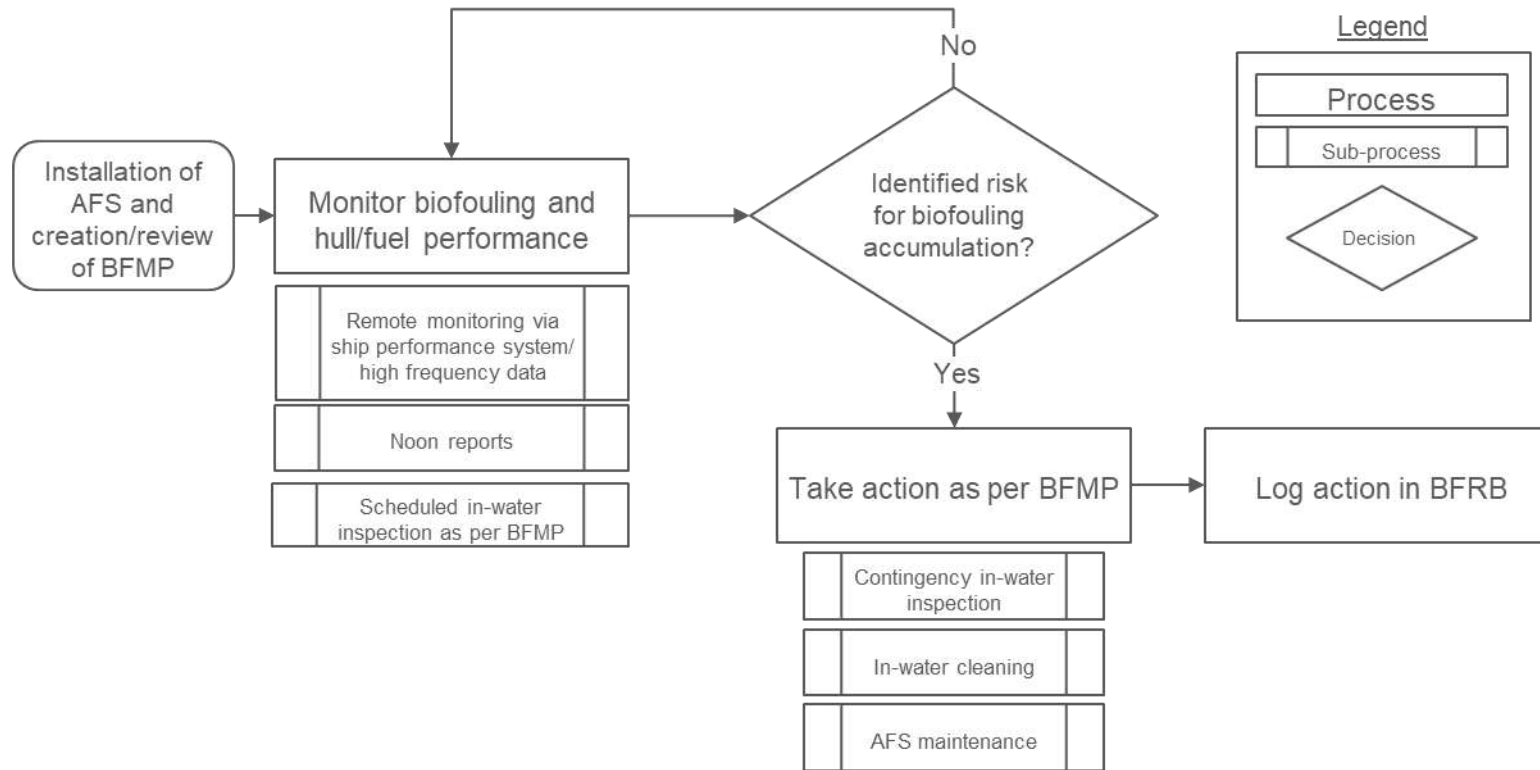 Installation of
AFS and
creation/review
of BFMP
Monitor biofouling and
hull/fuel performance
Remote monitoring via
ship performance system/
high frequency data
Noon reports
Scheduled in-water
inspection as per BFMP
No
Identified risk
for biofouling
accumulation?
Yes
Take action as per BFMP
Contingency in-water
inspection
In-water cleaning
AFS maintenance
Log action in BFRB
Legend
Process
Sub-process
Decision